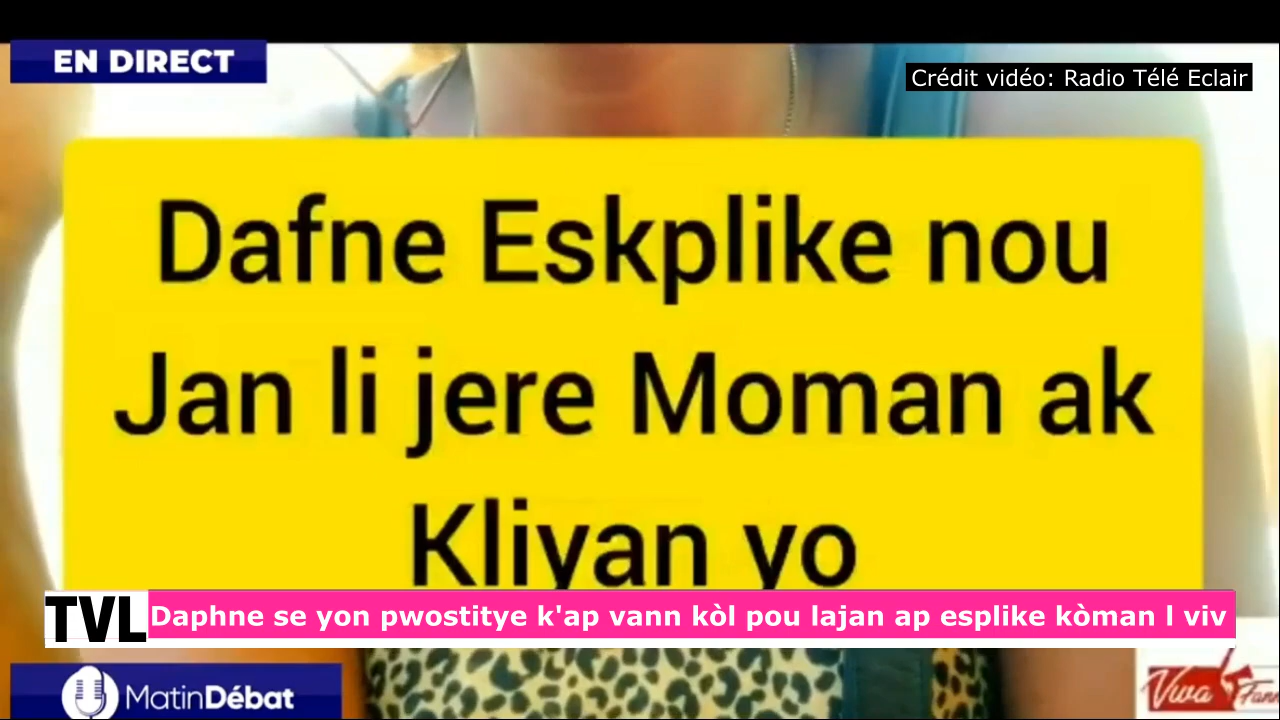 EN DIRECT
Crédit vidéo: Radio Télé Eclair
Dafne Eskplike nou
Jan li jere Moman ak
Kliyan yo
TVL Daphne se yon pwostitye k'ap vann kòl pou lajan ap esplike kòman l viv
MatinDébat
Viva